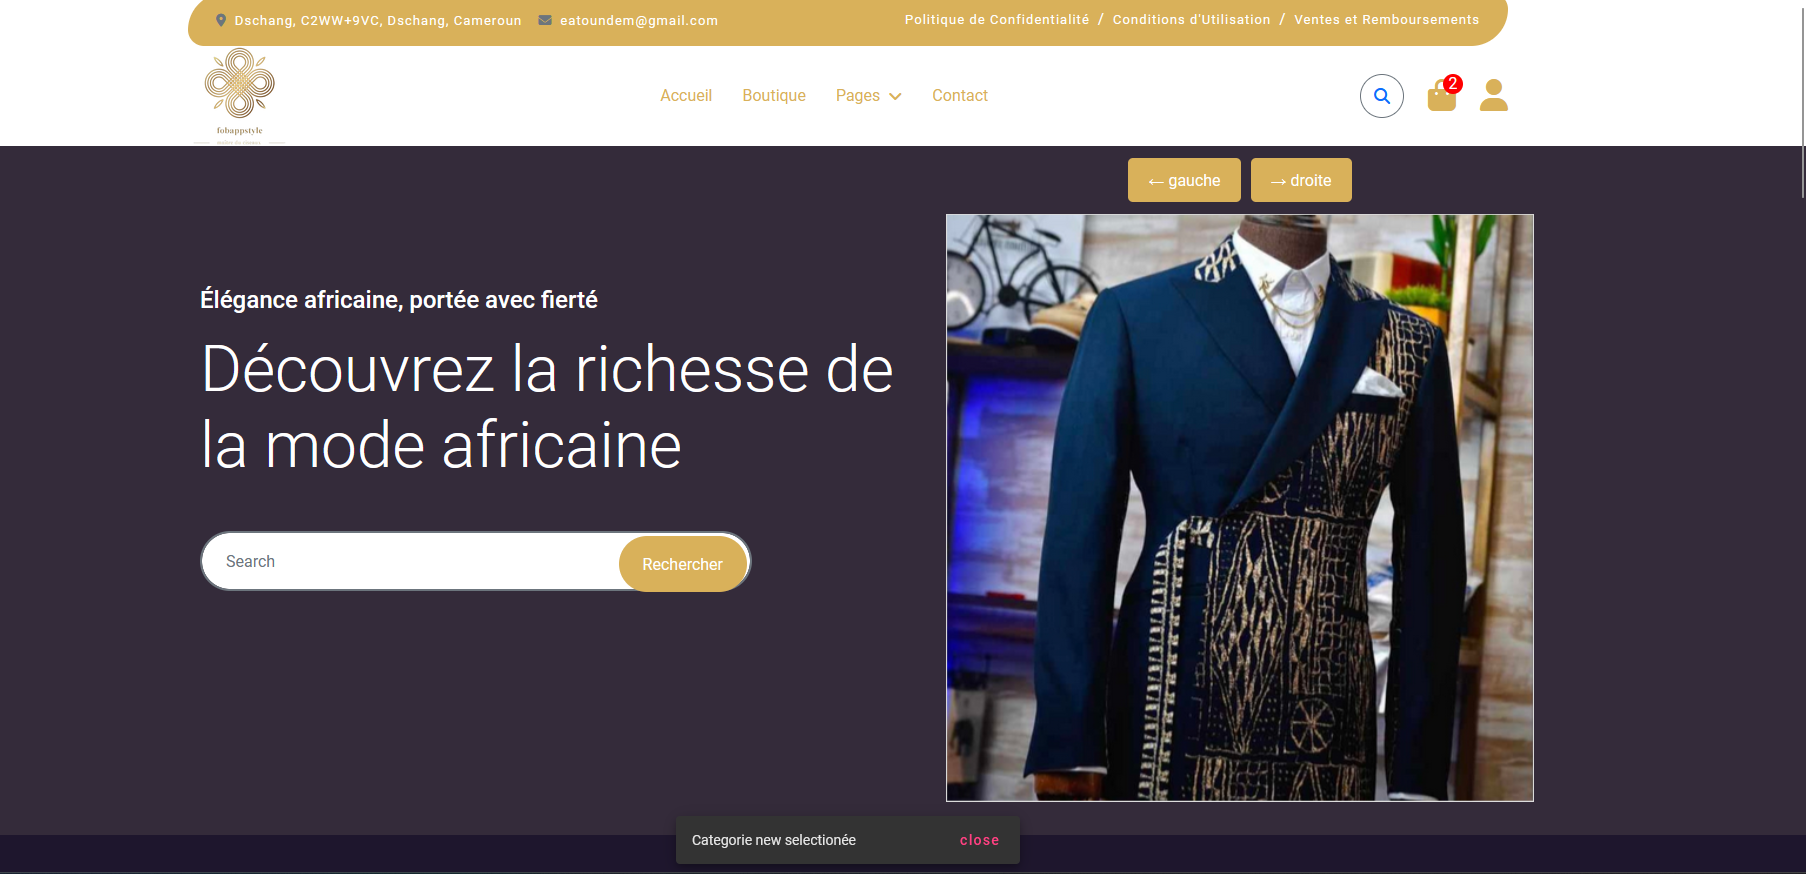 Dschang, C2WW+9VC, Dschang, Cameroun eatoundem@gmail.com Politique de Confidentialité / Conditions d'Utilisation / Ventes et Remboursements
fobappstyle
Accueil Boutique Pages Contact 2
← gauche → droite
Élégance africaine, portée avec fierté
Découvrez la richesse de
la mode africaine
Search Rechercher
Categorie new selectionée close